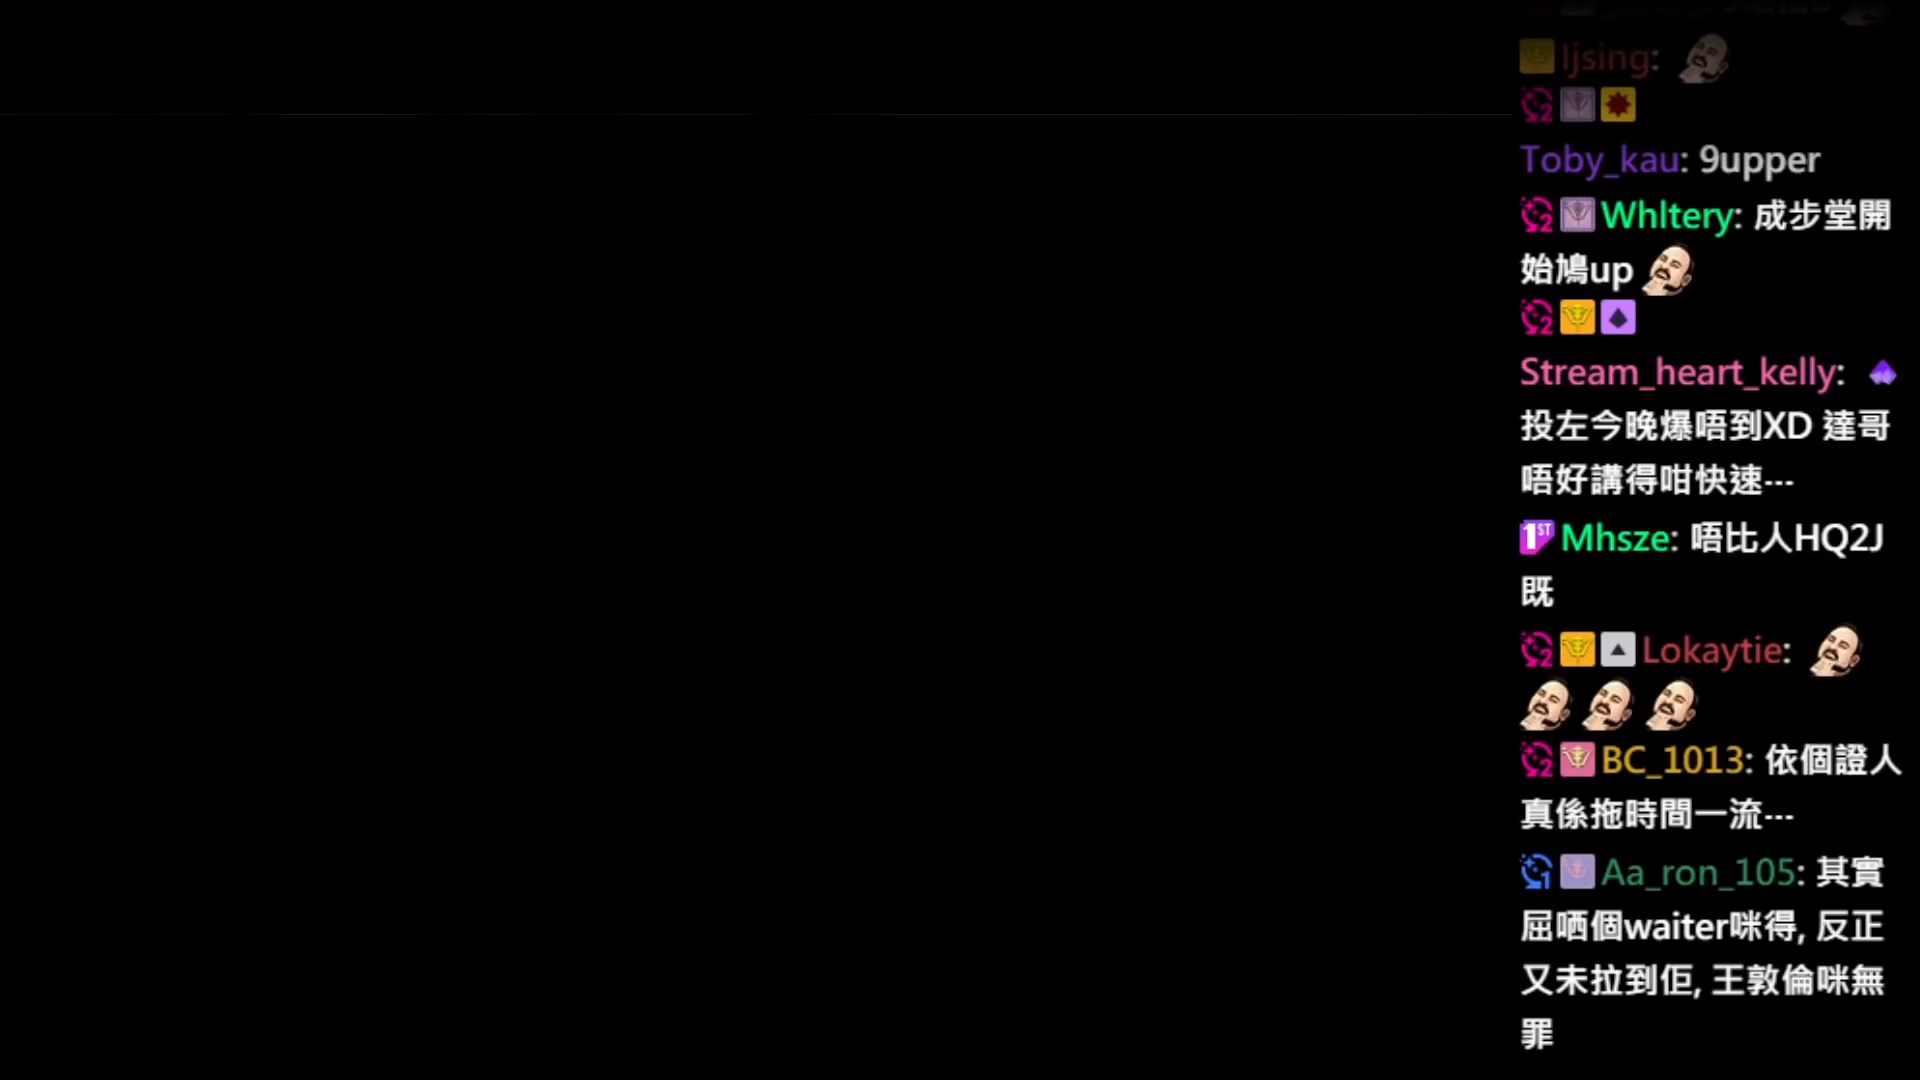 Ijsing:
Toby_kau: 9upper
Whltery: 成步堂開
始鳩up
Stream_heart_kelly:
投左今晚爆唔到XD 達哥
唔好講得咁快速---
1ST Mhsze: 唔比人HQ2J
既
Lokaytie:
BC_1013: 依個證人
真係拖時間一流---
Aa_ron_105: 其實
屈哂個waiter咪得, 反正
又未拉到佢, 王敦倫咪無
罪